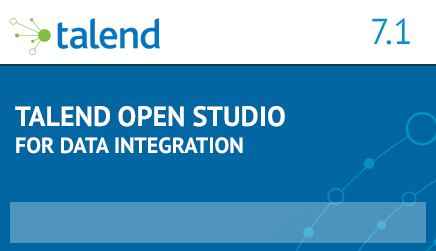 talend
7.1
TALEND OPEN STUDIO
FOR DATA INTEGRATION